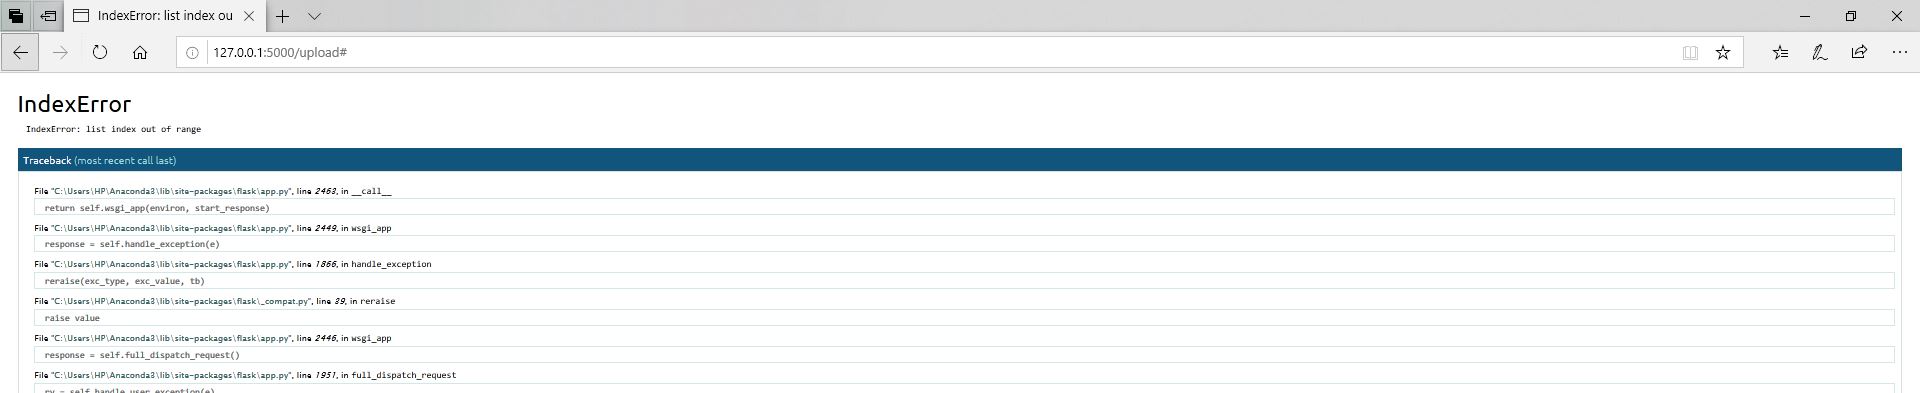 IndexError: list index ou
127.0.0.1:5000/upload#
IndexError
IndexError: list index out of range
Traceback (most recent call last)
File "C:\Users\HP\Anaconda3\lib\site-packages\flask\app.py", line 2463, in __call__
return self.wsgi_app(environ, start_response)
File "C:\Users\HP\Anaconda3\lib\site-packages\flask\app.py", line 2449, in wsgi_app
response = self.handle_exception(e)
File "C:\Users\HP\Anaconda3\lib\site-packages\flask\app.py", line 1866, in handle_exception
reraise(exc_type, exc_value, tb)
File "C:\Users\HP\Anaconda3\lib\site-packages\flask\_compat.py", line 39, in reraise
raise value
File "C:\Users\HP\Anaconda3\lib\site-packages\flask\app.py", line 2446, in wsgi_app
response = self.full_dispatch_request()
File "C:\Users\HP\Anaconda3\lib\site-packages\flask\app.py", line 1951, in full_dispatch_request
rv = self.handle_user_exception(e)